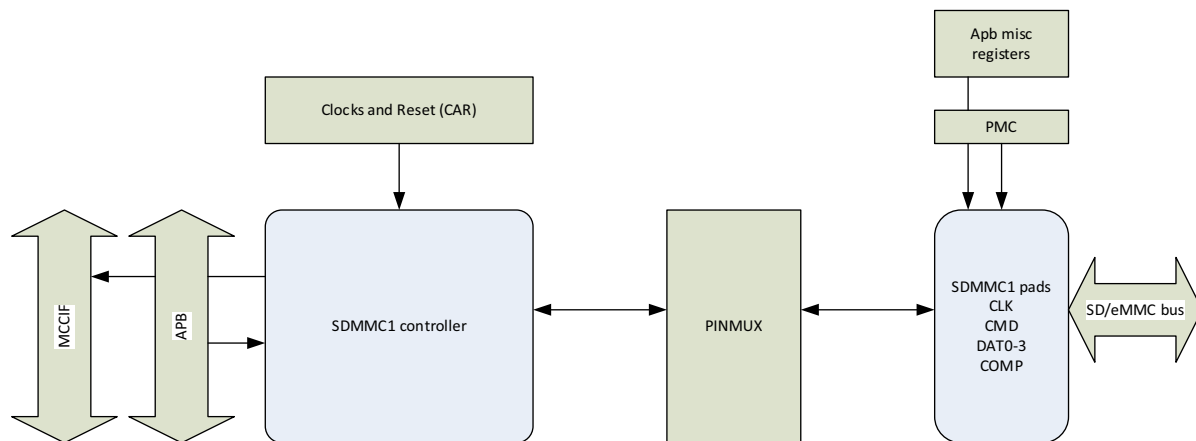 Apb misc
registers
Clocks and Reset (CAR)
PMC
MCCIF
APB
SDMMC1 controller
PINMUX
SDMMC1 pads
CLK
CMD
DAT0-3
COMP
SD/eMMC bus